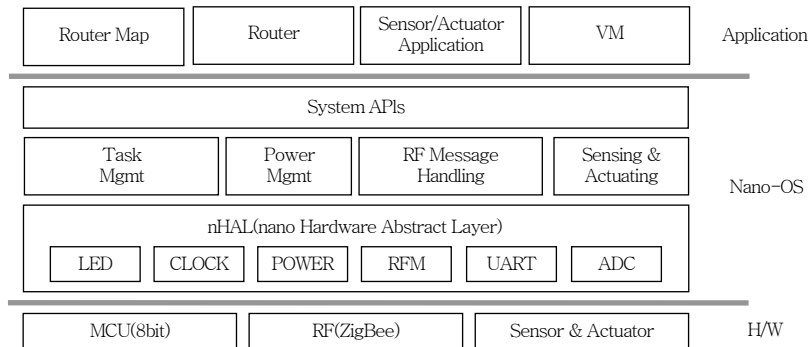 Router Map
Router
Sensor/Actuator
Application
VM
Application
System APIs
Task
Mgmt
Power
Mgmt
RF Message
Handling
Sensing &
Actuating
Nano-OS
nHAL(nano Hardware Abstract Layer)
LED
CLOCK
POWER
RFM
UART
ADC
MCU(8bit)
RF(ZigBee)
Sensor & Actuator
H/W